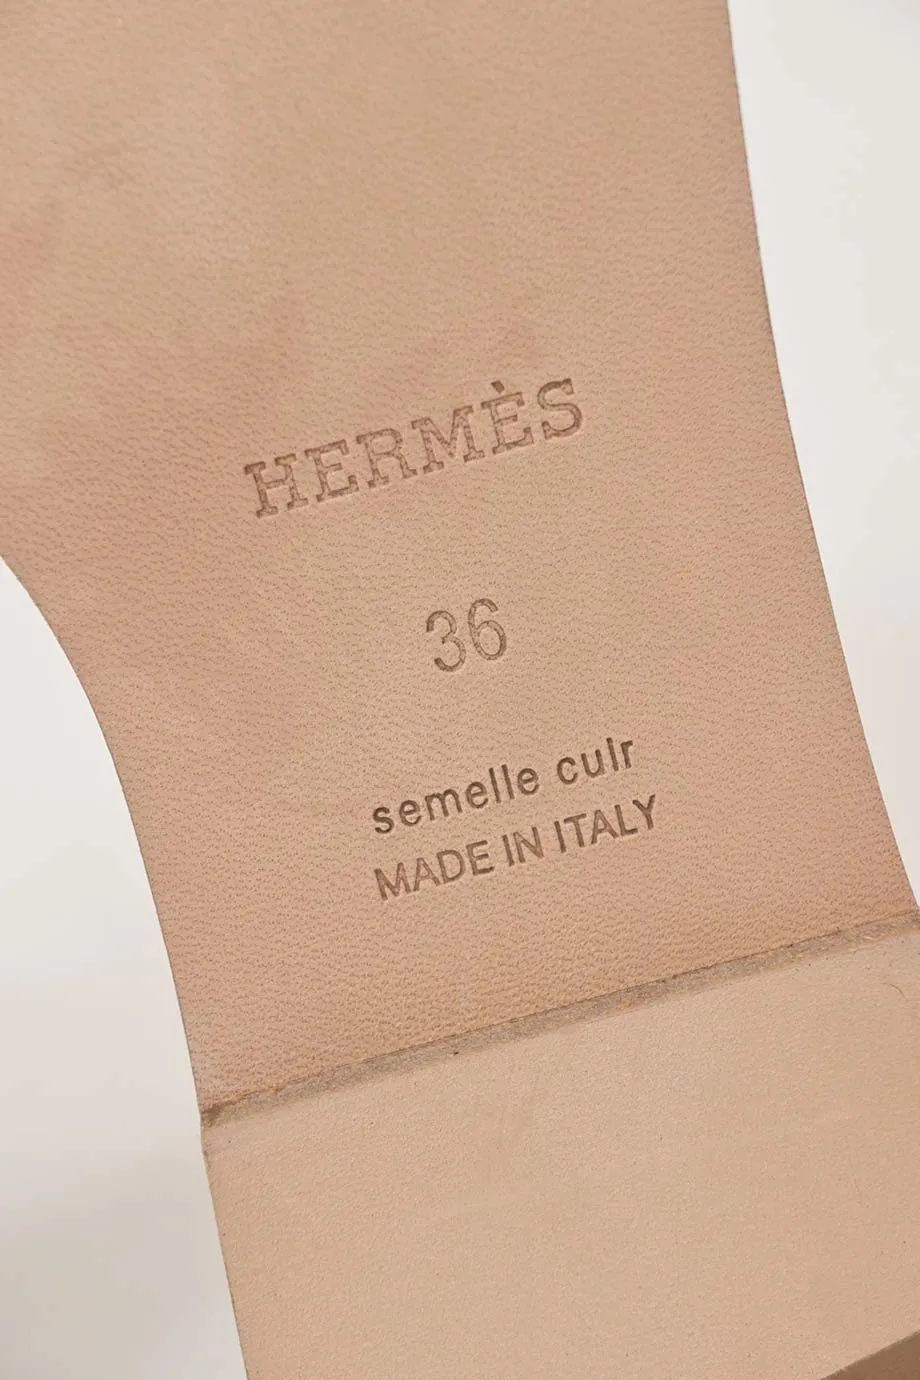 HERMÈS
36
semelle cuir
MADE IN ITALY